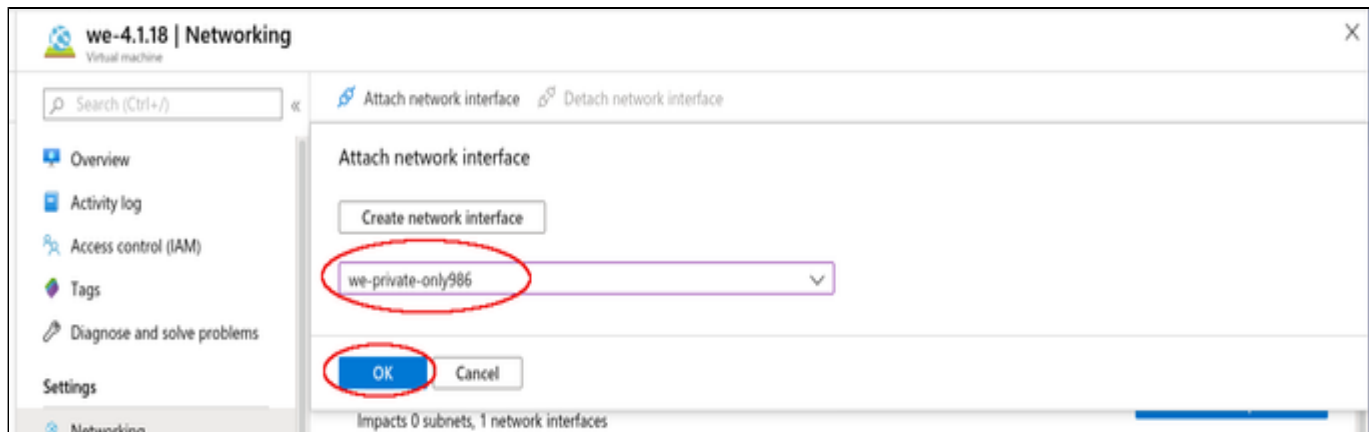 we-4.1.18 | Networking
Virtual machine
Search (Ctrl+/)
«
Attach network interface
Detach network interface
Overview
Activity log
Access control (IAM)
Tags
Diagnose and solve problems
Settings
Networking
Attach network interface
Create network interface
we-private-only986
OK
Cancel
Impacts 0 subnets, 1 network interfaces